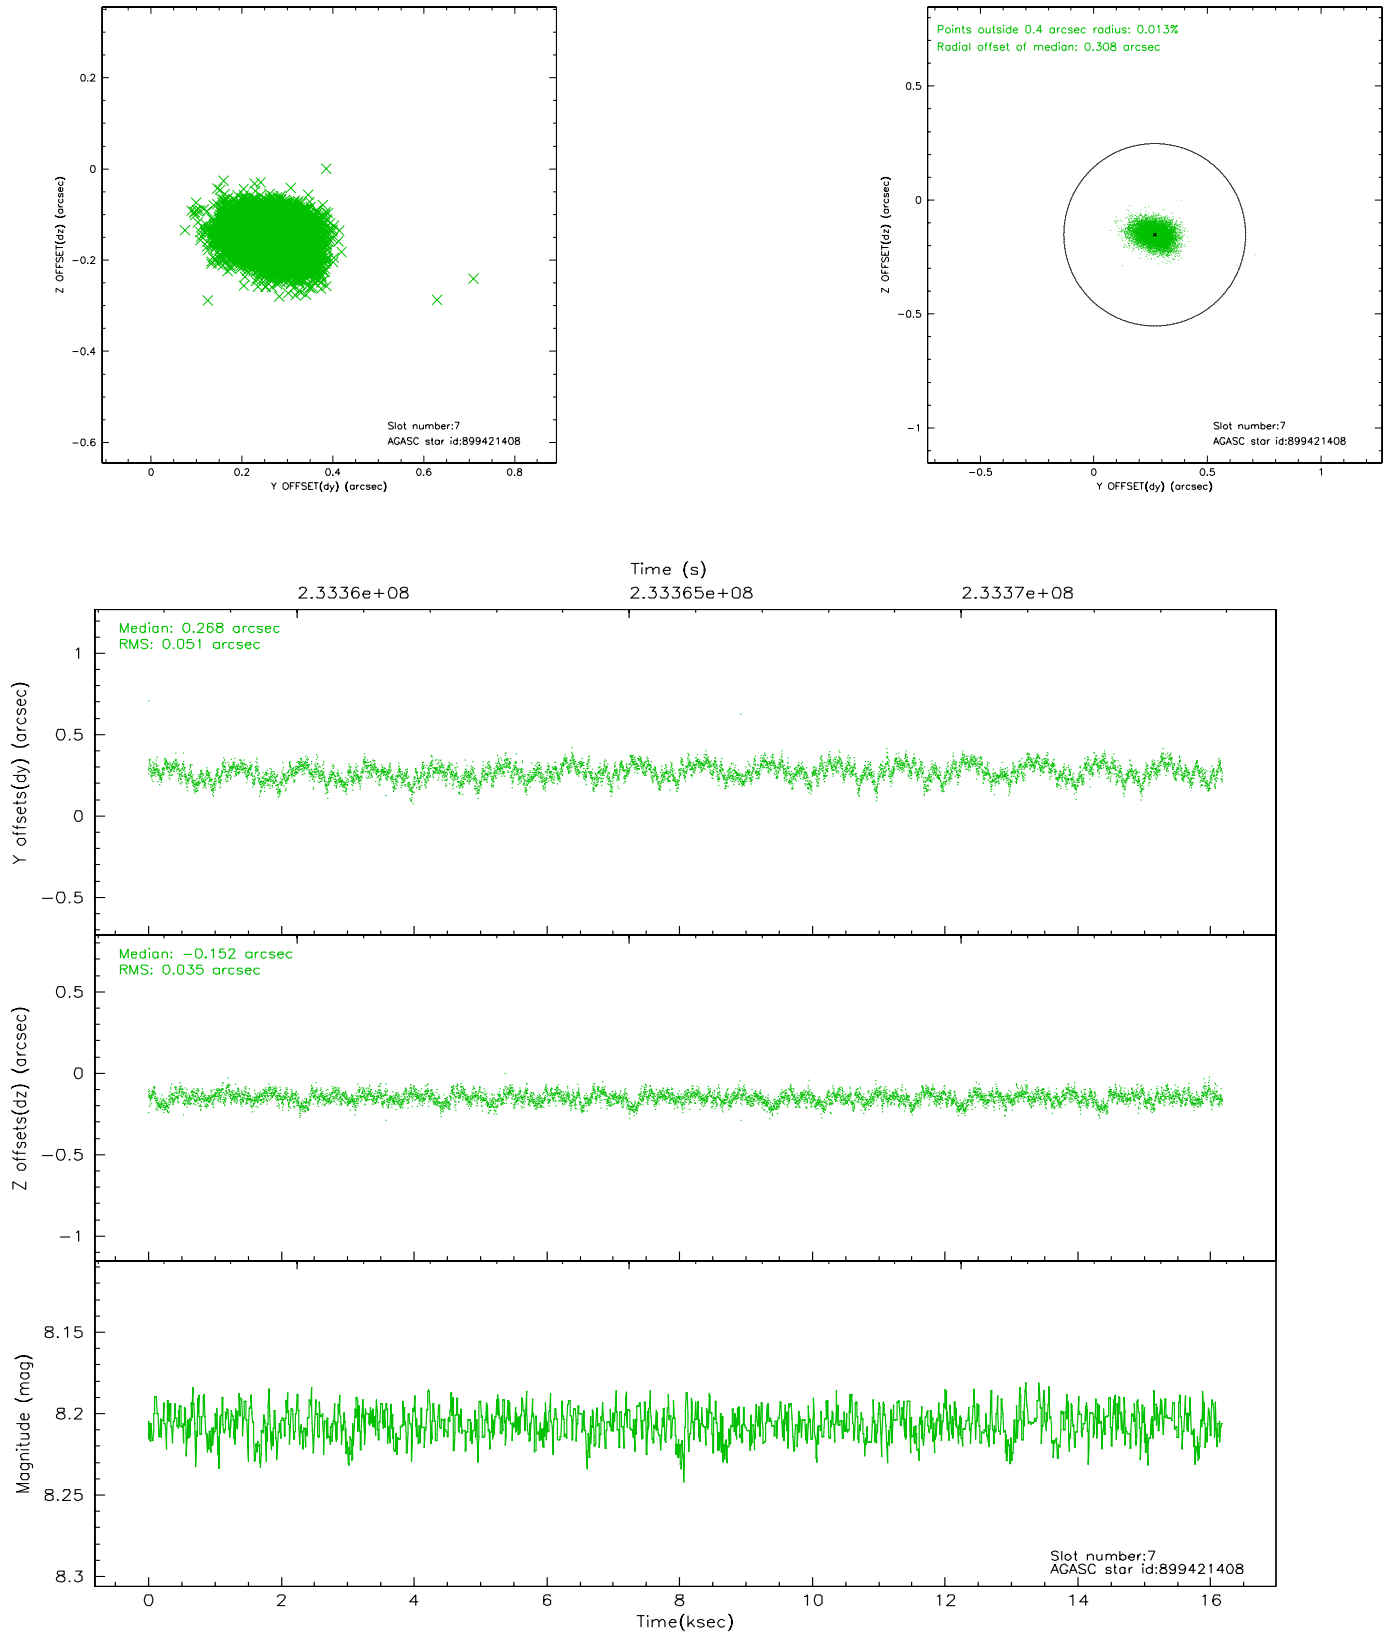 0.2
0
−0.2
−0.4
−0.6
Z OFFSET(dz) (arcsec)
Slot number:7
AGASC star id:899421408
0 0.2 0.4 0.6 0.8
Y OFFSET(dy) (arcsec)
Points outside 0.4 arcsec radius: 0.013%
Radial offset of median: 0.308 arcsec
0.5
0
−0.5
−1
Z OFFSET(dz) (arcsec)
Slot number:7
AGASC star id:899421408
−0.5 0 0.5 1
Y OFFSET(dy) (arcsec)
Time (s)
2.3336e+08 2.33365e+08 2.3337e+08
Median: 0.268 arcsec
RMS: 0.051 arcsec
1
0.5
0
−0.5
Y offsets(dy) (arcsec)
Median: −0.152 arcsec
RMS: 0.035 arcsec
0.5
0
−0.5
−1
Z offsets(dz) (arcsec)
8.15
8.2
8.25
8.3
Magnitude (mag)
Slot number:7
AGASC star id:899421408
0 2 4 6 8 10 12 14 16
Time(ksec)